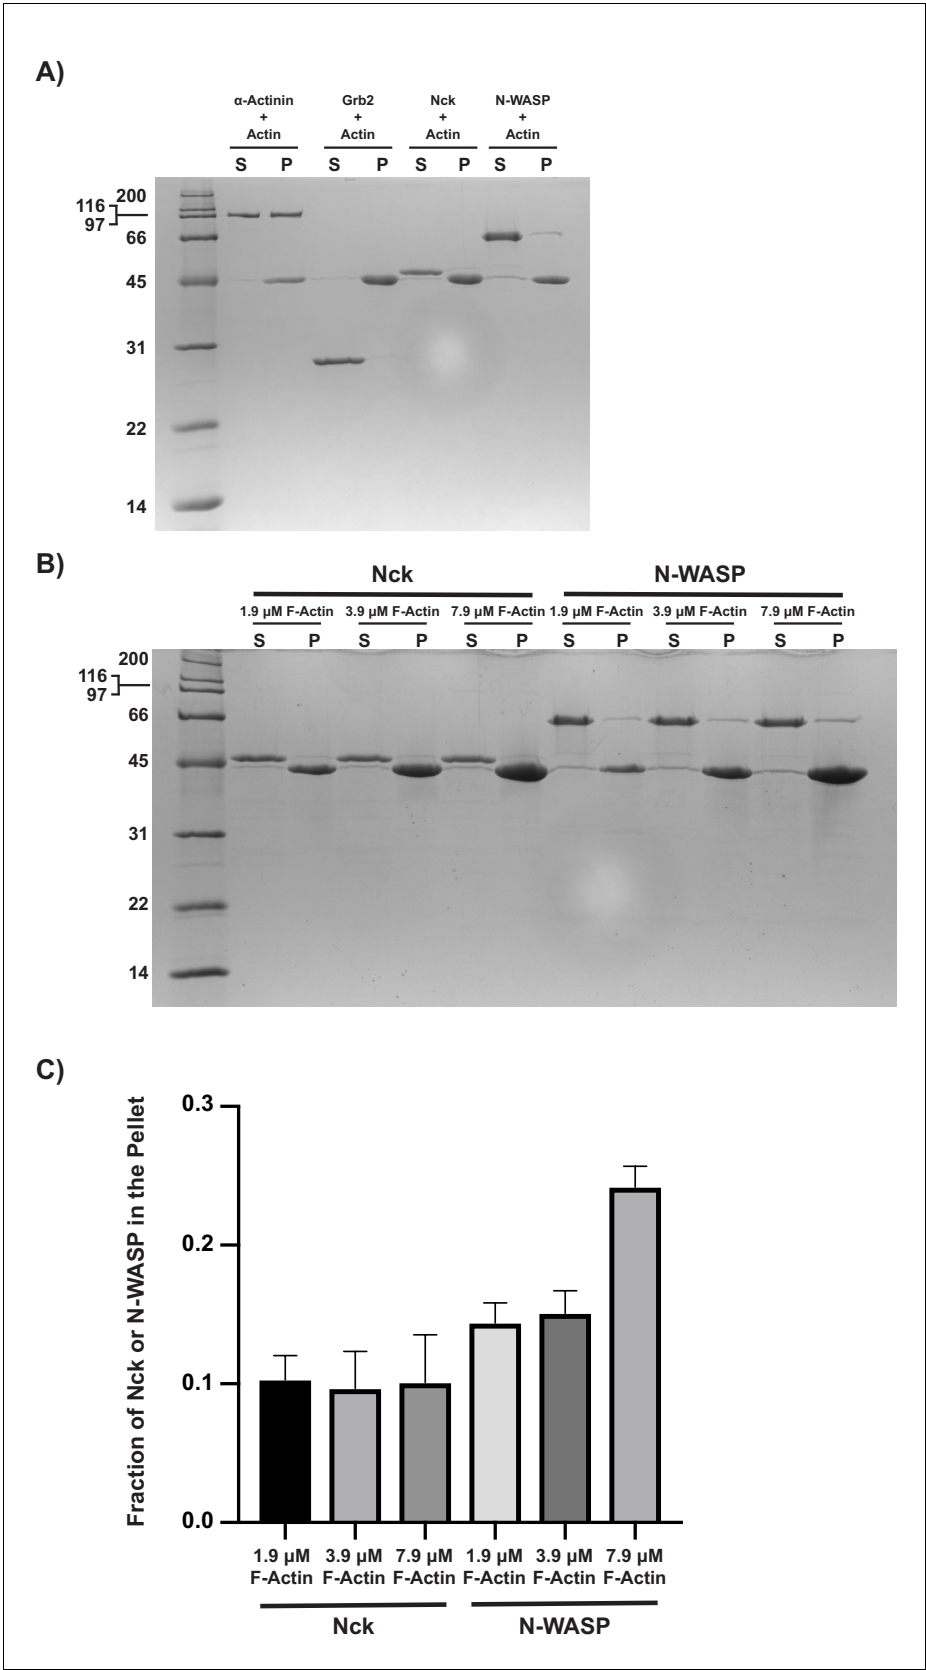 A)
α-Actinin Grb2 Nck N-WASP
+ + + +
Actin Actin Actin Actin
S P S P S P S P
200
116
97
66
45
31
22
14
B)
Nck N-WASP
1.9 µM F-Actin 3.9 µM F-Actin 7.9 µM F-Actin 1.9 µM F-Actin 3.9 µM F-Actin 7.9 µM F-Actin
S P S P S P S P S P S P
200
116
97
66
45
31
22
14
C)
Fraction of Nck or N-WASP in the Pellet
0.3
0.2
0.1
0.0
1.9 µM 3.9 µM 7.9 µM 1.9 µM 3.9 µM 7.9 µM
F-Actin F-Actin F-Actin F-Actin F-Actin F-Actin
Nck N-WASP